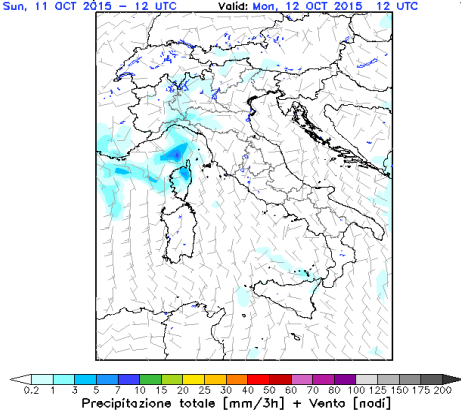 Sun, 11 OCT 2015 - 12 UTC Valid: Mon, 12 OCT 2015 12 UTC
0.2 1 3 5 7 10 15 20 25 30 40 50 60 70 80 100 125 150 175 200
Precipitazione totale [mm/3h] + Vento [nodi]